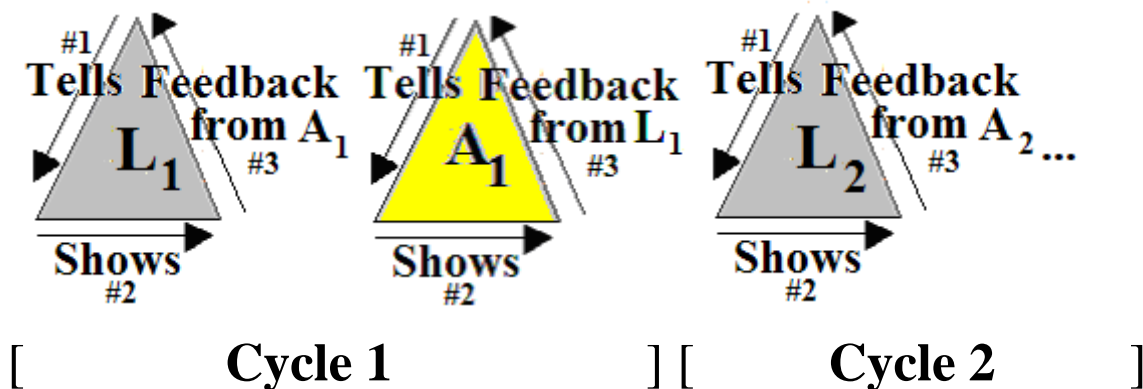 #1
Tells Feedback
from A1
#3
L1
Shows
#2
#1
Tells Feedback
from L1
#3
A1
Shows
#2
#1
Tells Feedback
from A2 ...
#3
L2
Shows
#2
[ Cycle 1 ] [ Cycle 2 ]